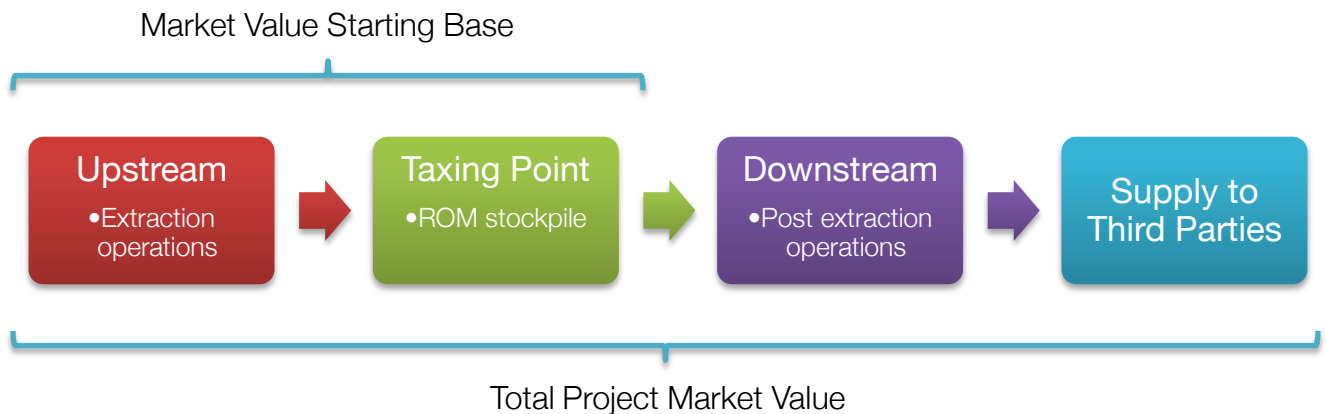 Market Value Starting Base
Upstream
•Extraction
operations
Taxing Point
•ROM stockpile
Downstream
•Post extraction
operations
Supply to
Third Parties
Total Project Market Value